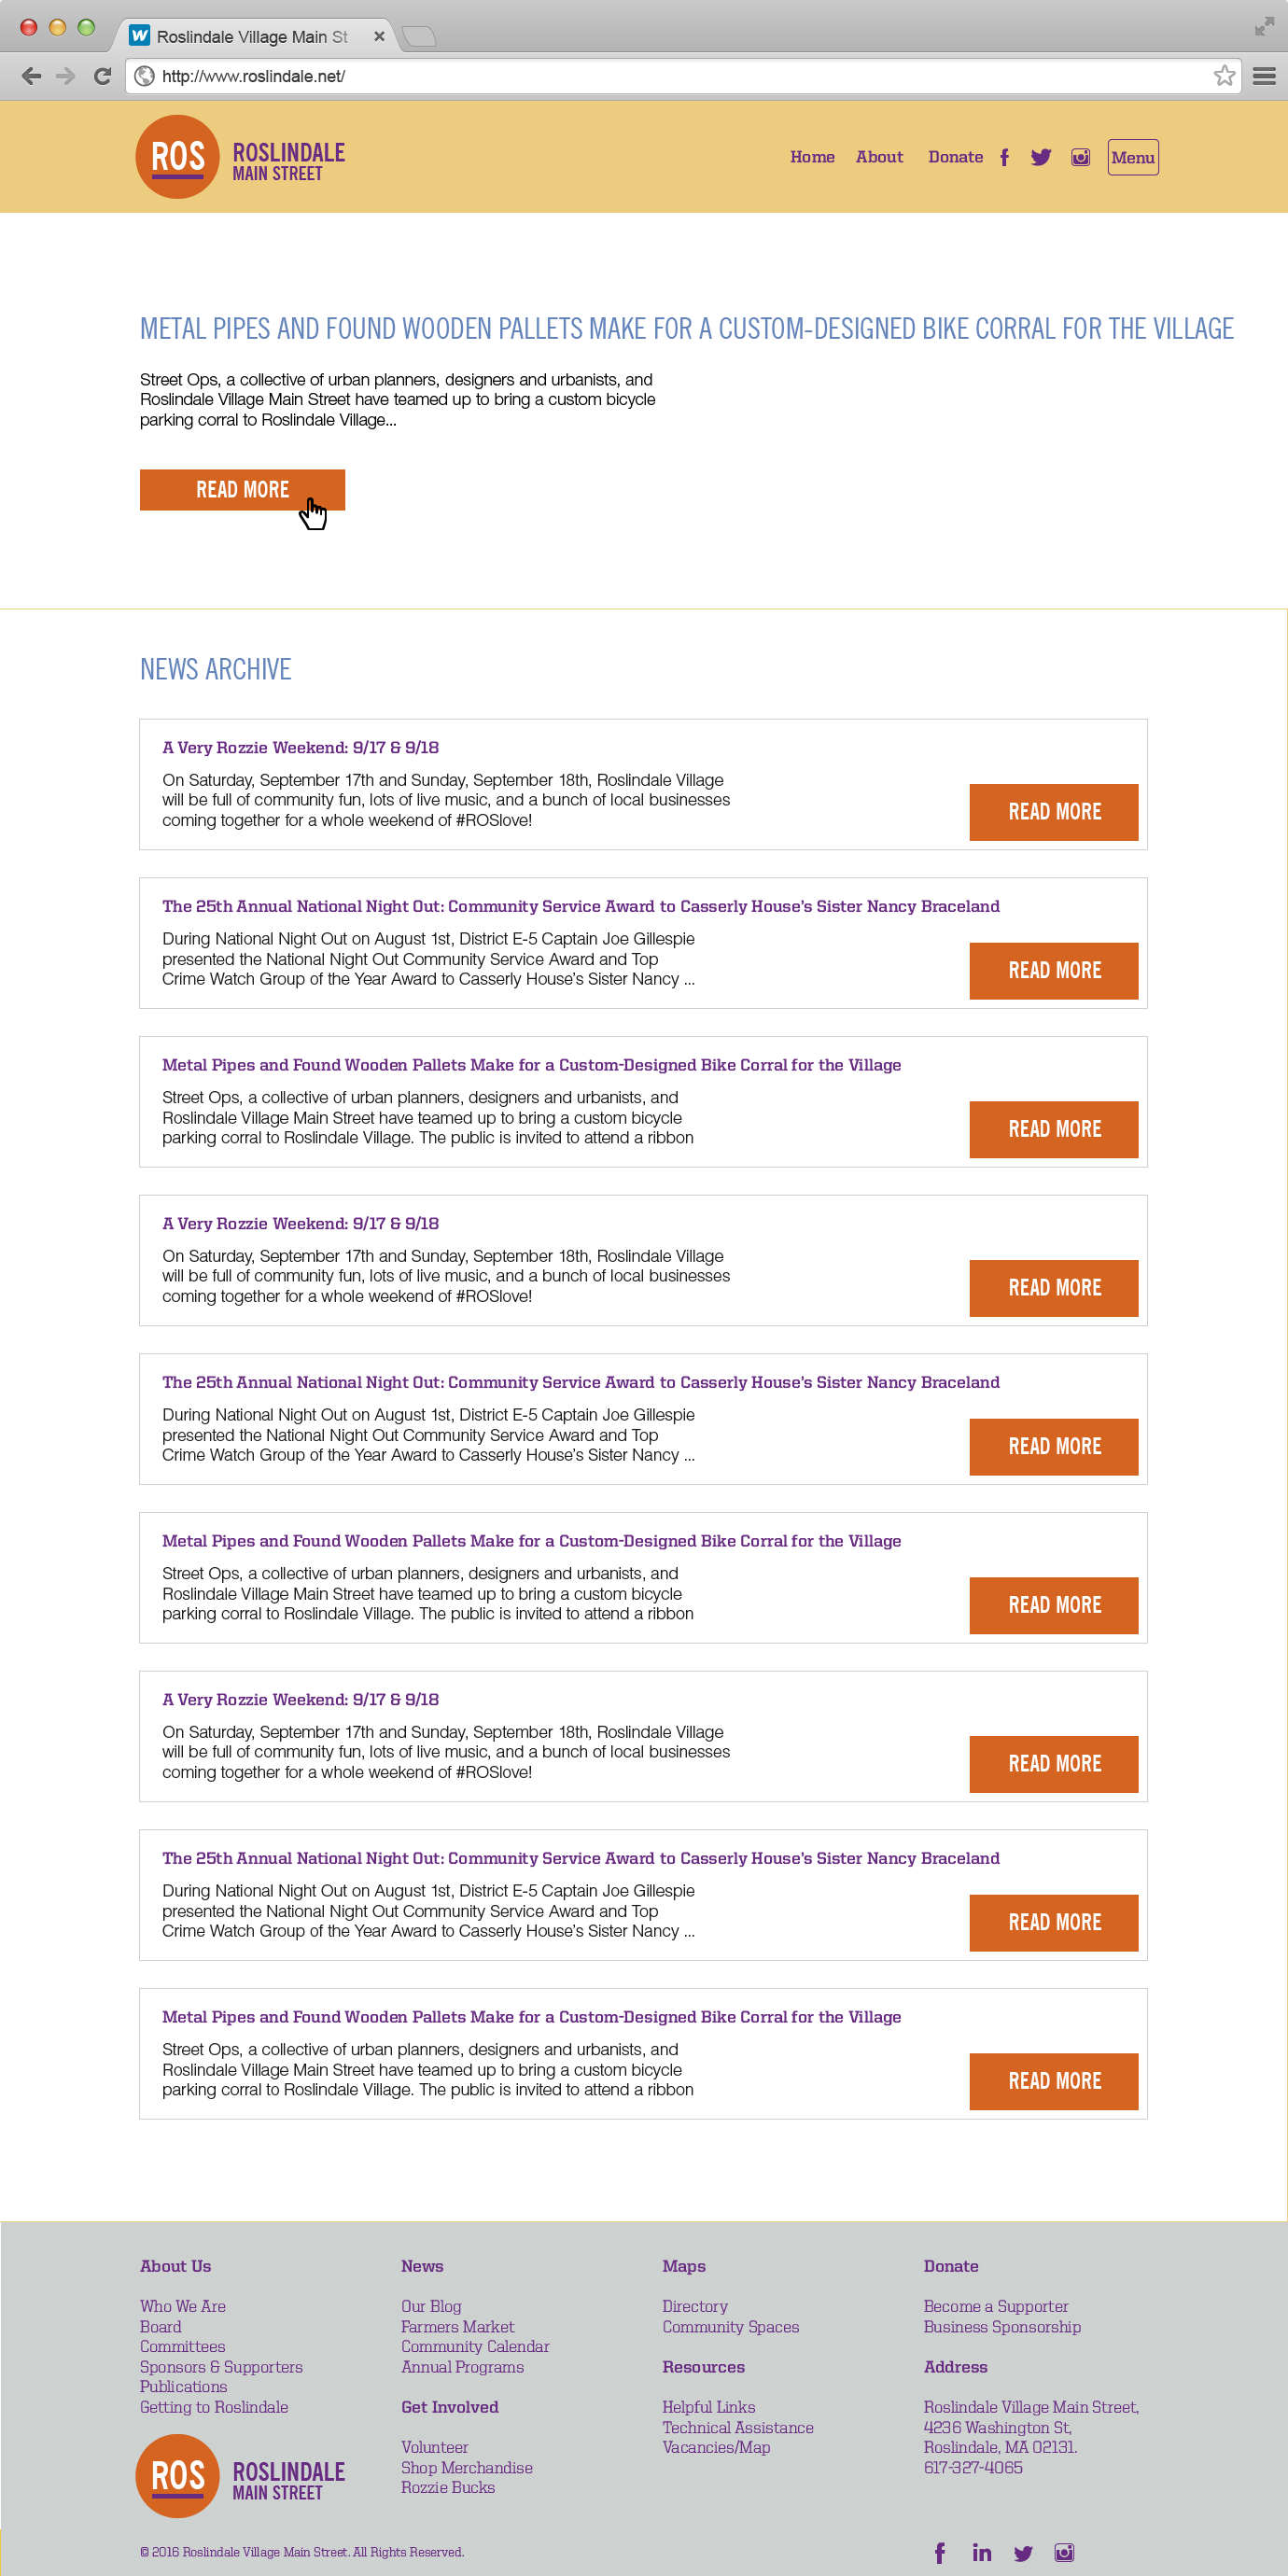 Roslindale Village Main St
http://www.roslindale.net/
ROS
ROSLINDALE
MAIN STREET
Home About Donate Menu
METAL PIPES AND FOUND WOODEN PALLETS MAKE FOR A CUSTOM-DESIGNED BIKE CORRAL FOR THE VILLAGE
Street Ops, a collective of urban planners, designers and urbanists, and
Roslindale Village Main Street have teamed up to bring a custom bicycle
parking corral to Roslindale Village...
READ MORE
NEWS ARCHIVE
A Very Rozzie Weekend: 9/17 & 9/18
On Saturday, September 17th and Sunday, September 18th, Roslindale Village
will be full of community fun, lots of live music, and a bunch of local businesses
coming together for a whole weekend of #ROSlove!
READ MORE
The 25th Annual National Night Out: Community Service Award to Casserly House's Sister Nancy Braceland
During National Night Out on August 1st, District E-5 Captain Joe Gillespie
presented the National Night Out Community Service Award and Top
Crime Watch Group of the Year Award to Casserly House's Sister Nancy ...
READ MORE
Metal Pipes and Found Wooden Pallets Make for a Custom-Designed Bike Corral for the Village
Street Ops, a collective of urban planners, designers and urbanists, and
Roslindale Village Main Street have teamed up to bring a custom bicycle
parking corral to Roslindale Village. The public is invited to attend a ribbon
READ MORE
A Very Rozzie Weekend: 9/17 & 9/18
On Saturday, September 17th and Sunday, September 18th, Roslindale Village
will be full of community fun, lots of live music, and a bunch of local businesses
coming together for a whole weekend of #ROSlove!
READ MORE
The 25th Annual National Night Out: Community Service Award to Casserly House's Sister Nancy Braceland
During National Night Out on August 1st, District E-5 Captain Joe Gillespie
presented the National Night Out Community Service Award and Top
Crime Watch Group of the Year Award to Casserly House's Sister Nancy ...
READ MORE
Metal Pipes and Found Wooden Pallets Make for a Custom-Designed Bike Corral for the Village
Street Ops, a collective of urban planners, designers and urbanists, and
Roslindale Village Main Street have teamed up to bring a custom bicycle
parking corral to Roslindale Village. The public is invited to attend a ribbon
READ MORE
A Very Rozzie Weekend: 9/17 & 9/18
On Saturday, September 17th and Sunday, September 18th, Roslindale Village
will be full of community fun, lots of live music, and a bunch of local businesses
coming together for a whole weekend of #ROSlove!
READ MORE
The 25th Annual National Night Out: Community Service Award to Casserly House's Sister Nancy Braceland
During National Night Out on August 1st, District E-5 Captain Joe Gillespie
presented the National Night Out Community Service Award and Top
Crime Watch Group of the Year Award to Casserly House's Sister Nancy ...
READ MORE
Metal Pipes and Found Wooden Pallets Make for a Custom-Designed Bike Corral for the Village
Street Ops, a collective of urban planners, designers and urbanists, and
Roslindale Village Main Street have teamed up to bring a custom bicycle
parking corral to Roslindale Village. The public is invited to attend a ribbon
READ MORE
About Us
Who We Are
Board
Committees
Sponsors & Supporters
Publications
Getting to Roslindale
ROS
ROSLINDALE
MAIN STREET
News
Our Blog
Farmers Market
Community Calendar
Annual Programs
Get Involved
Volunteer
Shop Merchandise
Rozzie Bucks
Maps
Directory
Community Spaces
Resources
Helpful Links
Technical Assistance
Vacancies/Map
Donate
Become a Supporter
Business Sponsorship
Address
Roslindale Village Main Street,
4236 Washington St,
Roslindale, MA 02131.
617-327-4065
© 2016 Roslindale Village Main Street. All Rights Reserved.